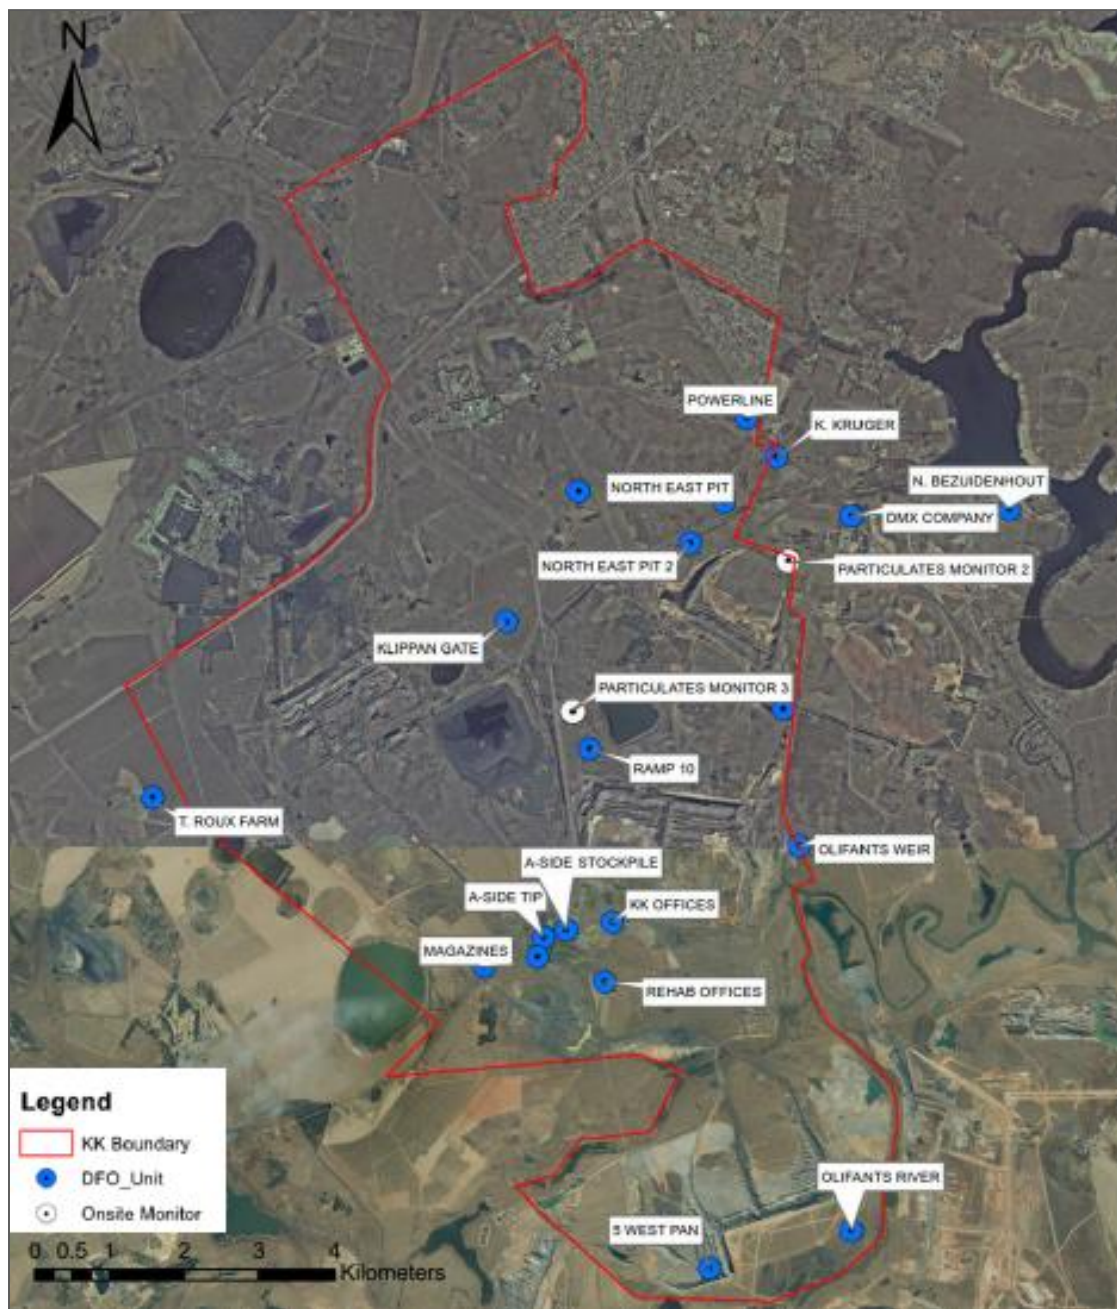 N
POWERLINE
K. KRUGER
NORTH EAST PIT
N. BEZUIDENHOUT
DMX COMPANY
NORTH EAST PIT 2
PARTICULATES MONITOR 2
KLIPPAN GATE
PARTICULATES MONITOR 3
RAMP 10
T. ROUX FARM
OLIFANTS WEIR
A-SIDE STOCKPILE
A-SIDE TIP
KK OFFICES
MAGAZINES
REHAB OFFICES
Legend
KK Boundary
DFO_Unit
Onsite Monitor
OLIFANTS RIVER
5 WEST PAN
0 0.5 1 2 3 4
Kilometers